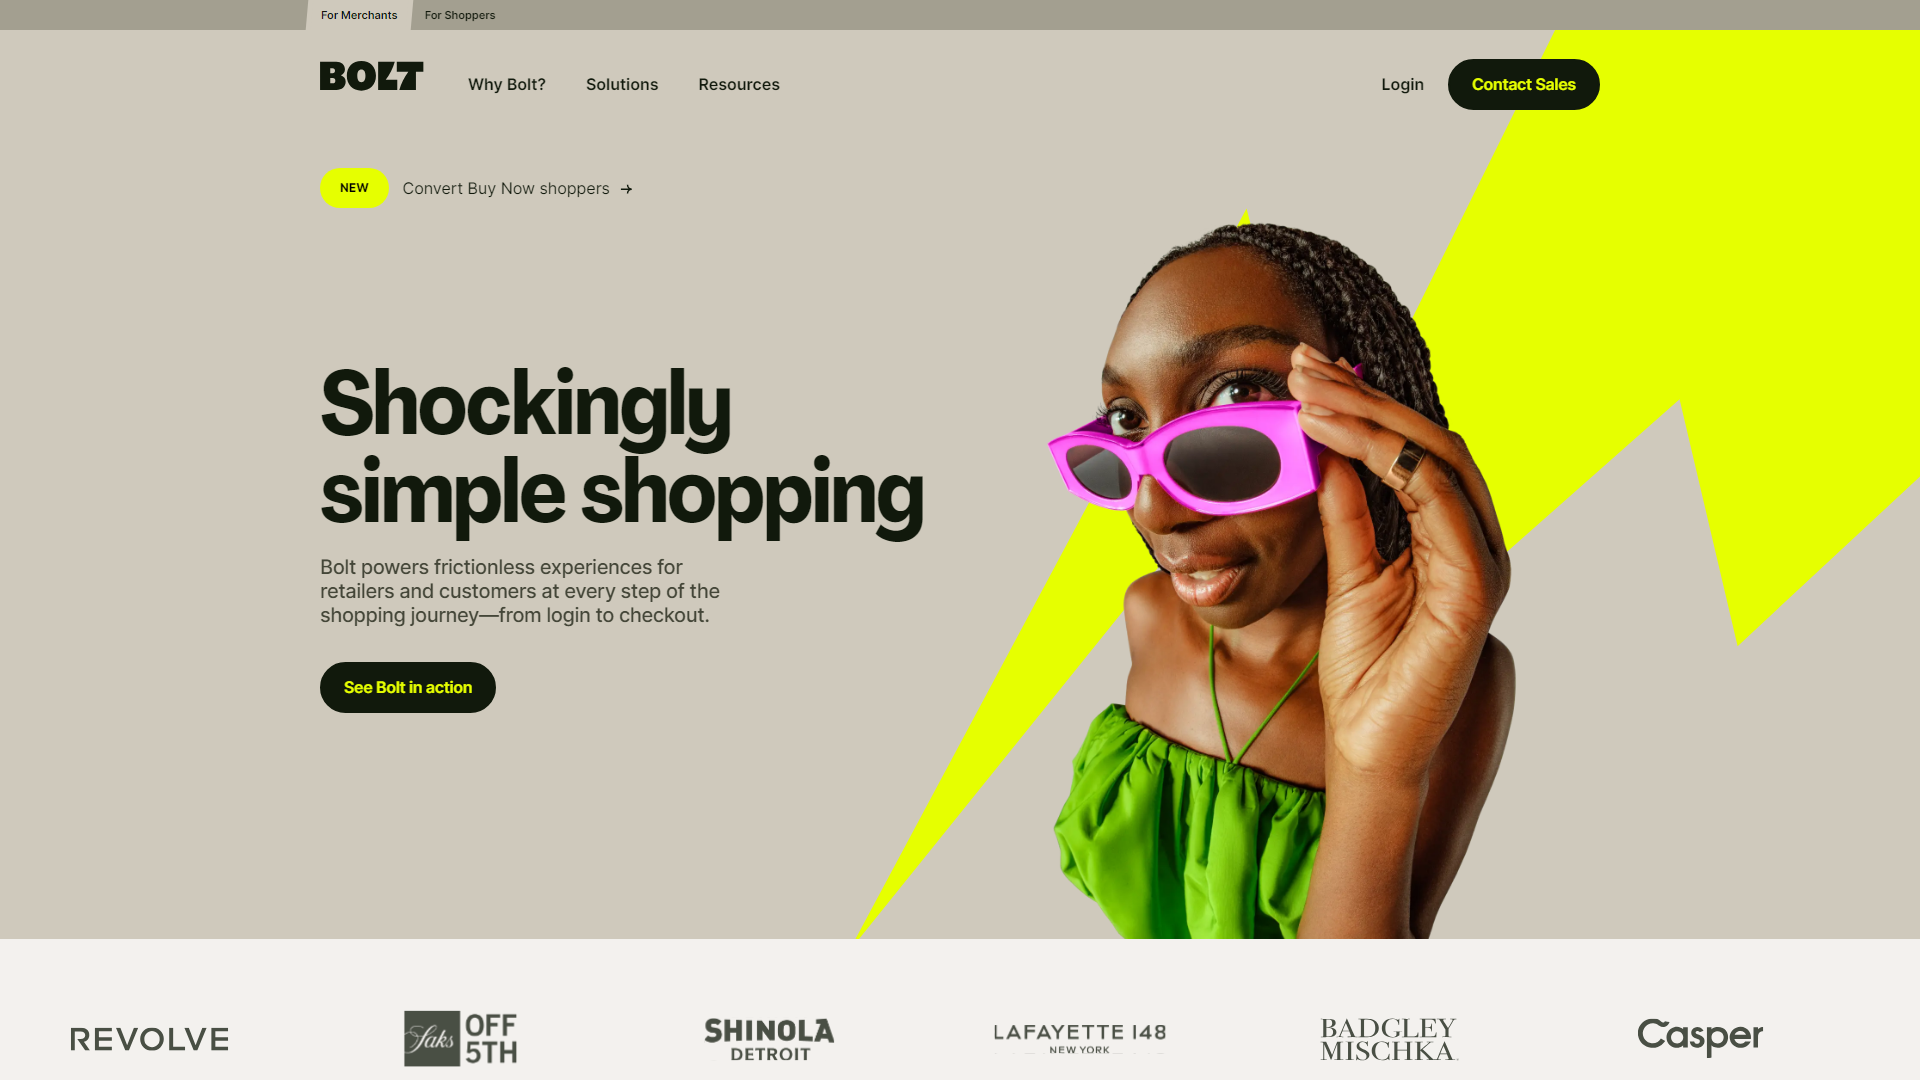 For Merchants
For Shoppers
BOLT
Why Bolt?
Solutions
Resources
Login
Contact Sales
NEW
Convert Buy Now shoppers →
Shockingly
simple shopping
Bolt powers frictionless experiences for
retailers and customers at every step of the
shopping journey—from login to checkout.
See Bolt in action
REVOLVE
Saks
OFF
5TH
SHINOLA
DETROIT
LAFAYETTE 148
NEW YORK
BADGLEY
MISCHKA
Casper